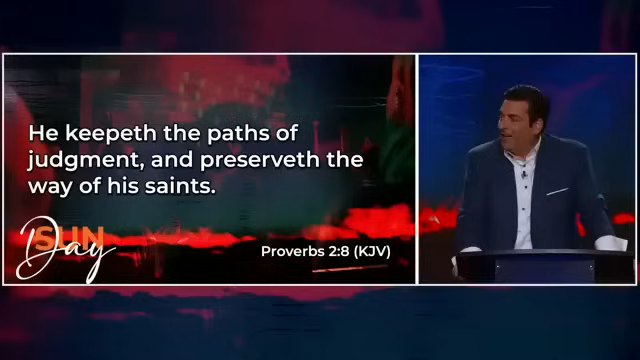 He keepeth the paths of
judgment, and preserveth the
way of his saints.
SUN
Day
Proverbs 2:8 (KJV)